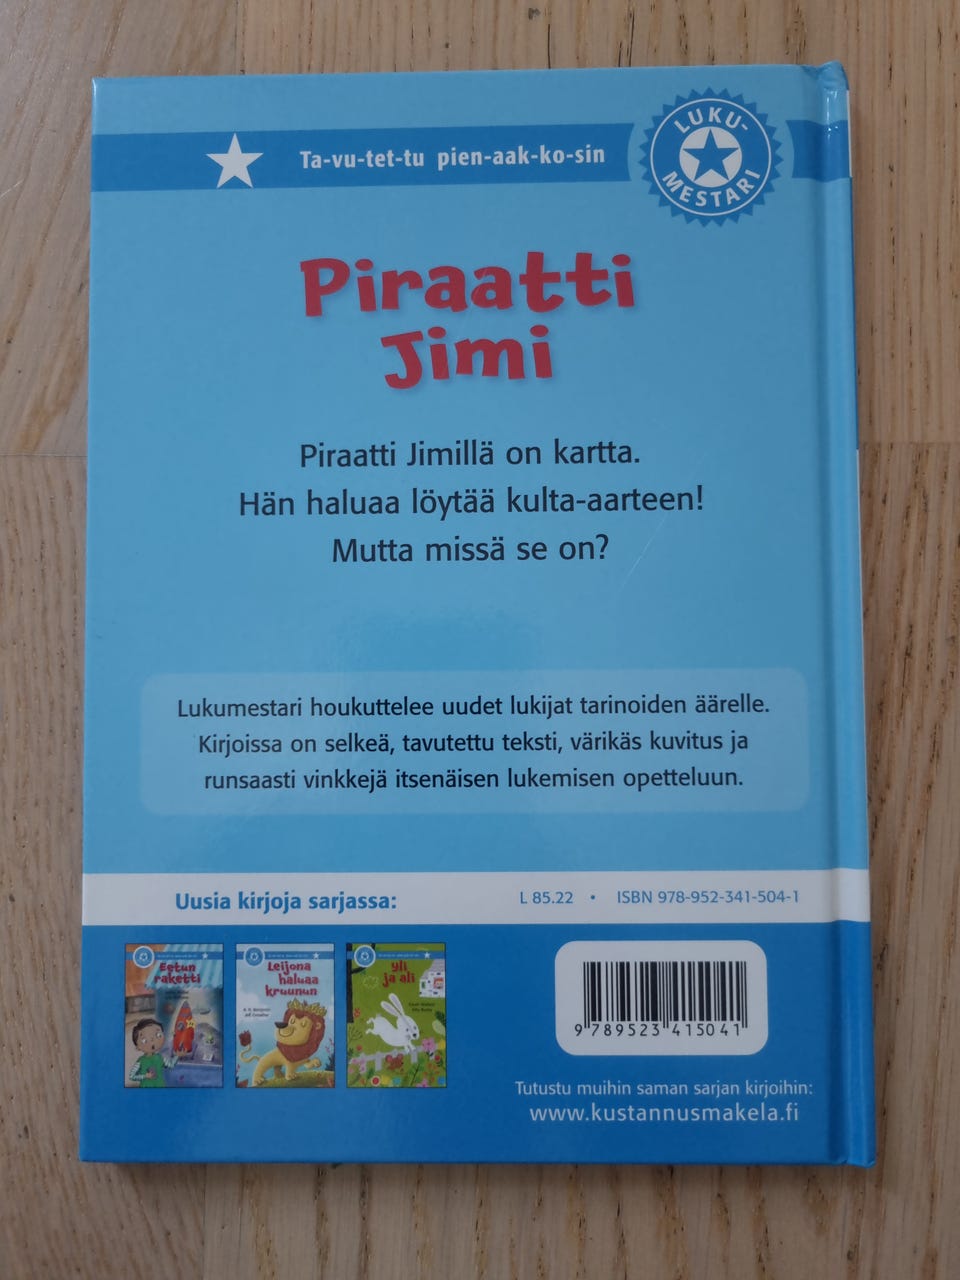 Ta-vu-tet-tu pien-aak-ko-sin
LUKU-
MESTARI
Piraatti
Jimi
Piraatti Jimillä on kartta.
Hän haluaa löytää kulta-aarteen!
Mutta missä se on?
Lukumestari houkuttelee uudet lukijat tarinoiden äärelle.
Kirjoissa on selkeä, tavutettu teksti, värikäs kuvitus ja
runsaasti vinkkejä itsenäisen lukemisen opetteluun.
Uusia kirjoja sarjassa:
L 85.22 • ISBN 978-952-341-504-1
Eetun
raketti
Leijona
haluaa
kruunun
Yli
ja ali
9 789523 415041
Tutustu muihin saman sarjan kirjoihin:
www.kustannusmakela.fi